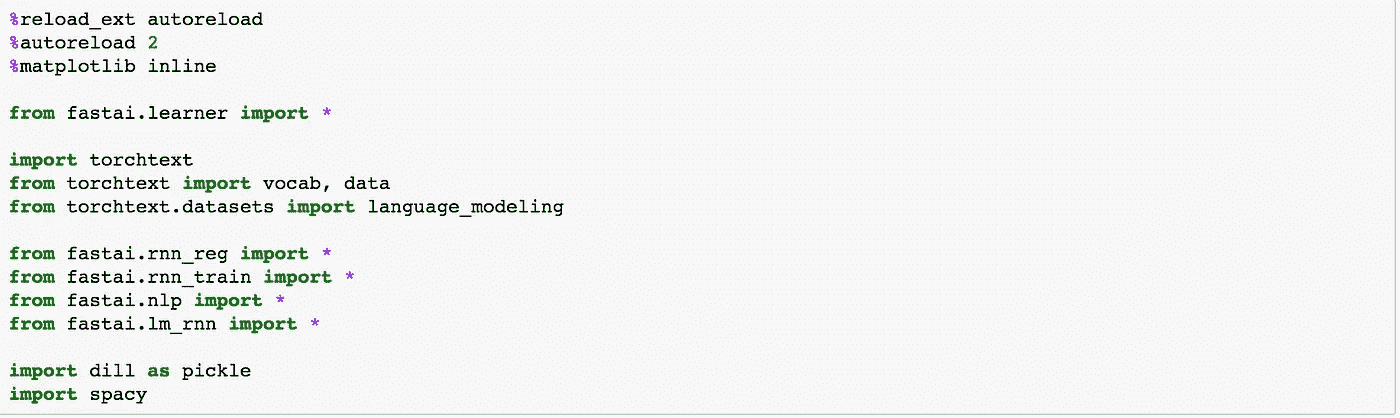 %reload_ext autoreload
%autoreload 2
%matplotlib inline
from fastai.learner import *
import torchtext
from torchtext import vocab, data
from torchtext.datasets import language_modeling
from fastai.rnn_reg import *
from fastai.rnn_train import *
from fastai.nlp import *
from fastai.lm_rnn import *
import dill as pickle
import spacy